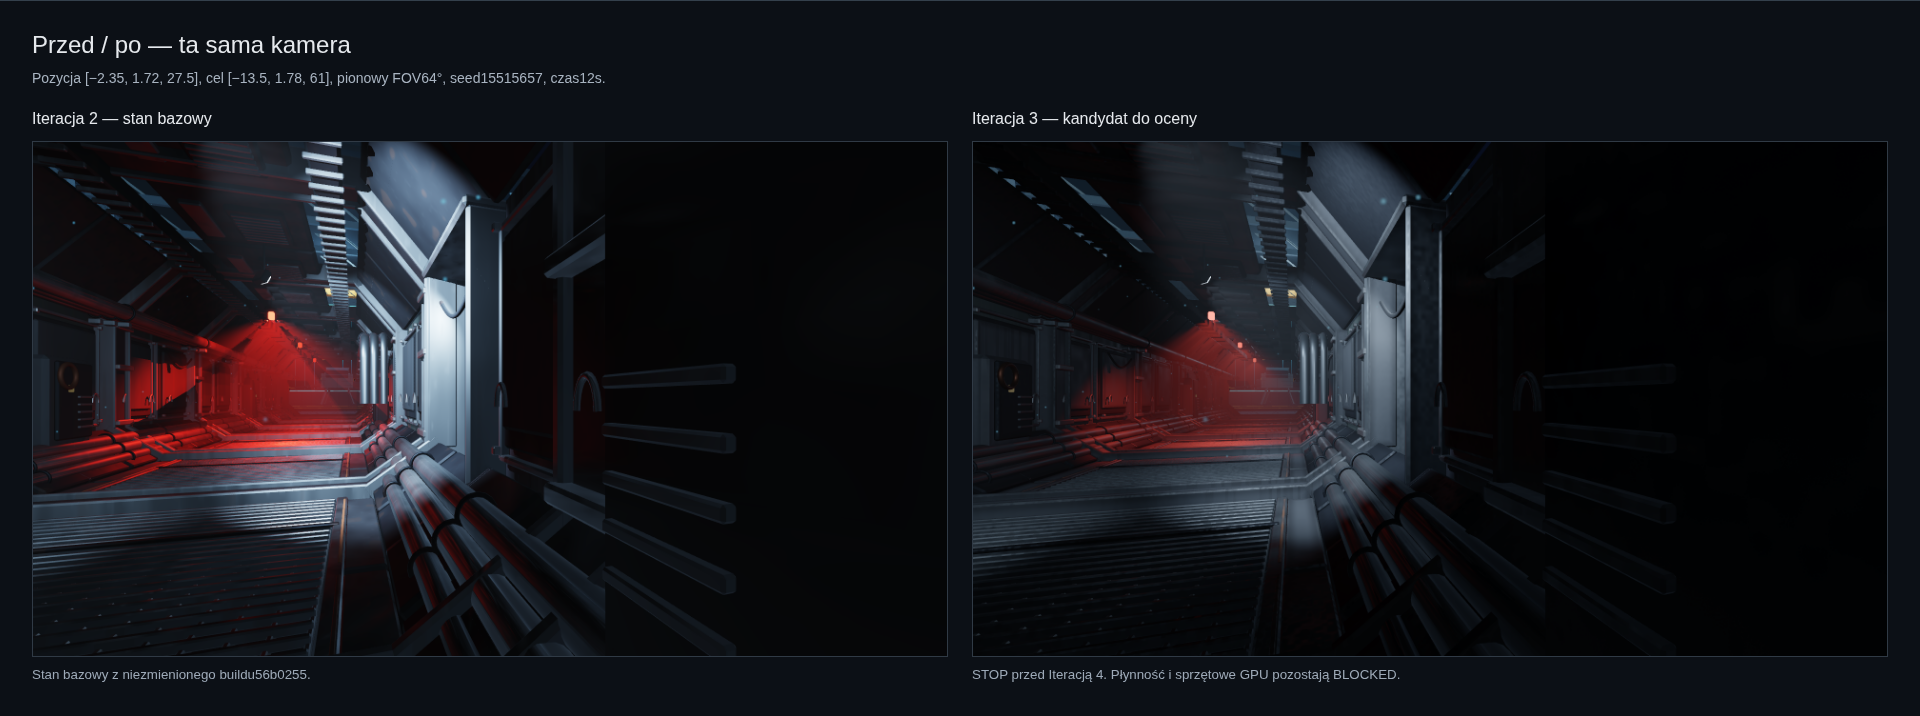 Przed / po — ta sama kamera
Pozycja [−2.35, 1.72, 27.5], cel [−13.5, 1.78, 61], pionowy FOV64°, seed15515657, czas12s.
Iteracja 2 — stan bazowy
Iteracja 3 — kandydat do oceny
Stan bazowy z niezmienionego buildu56b0255.
STOP przed Iteracją 4. Płynność i sprzętowe GPU pozostają BLOCKED.